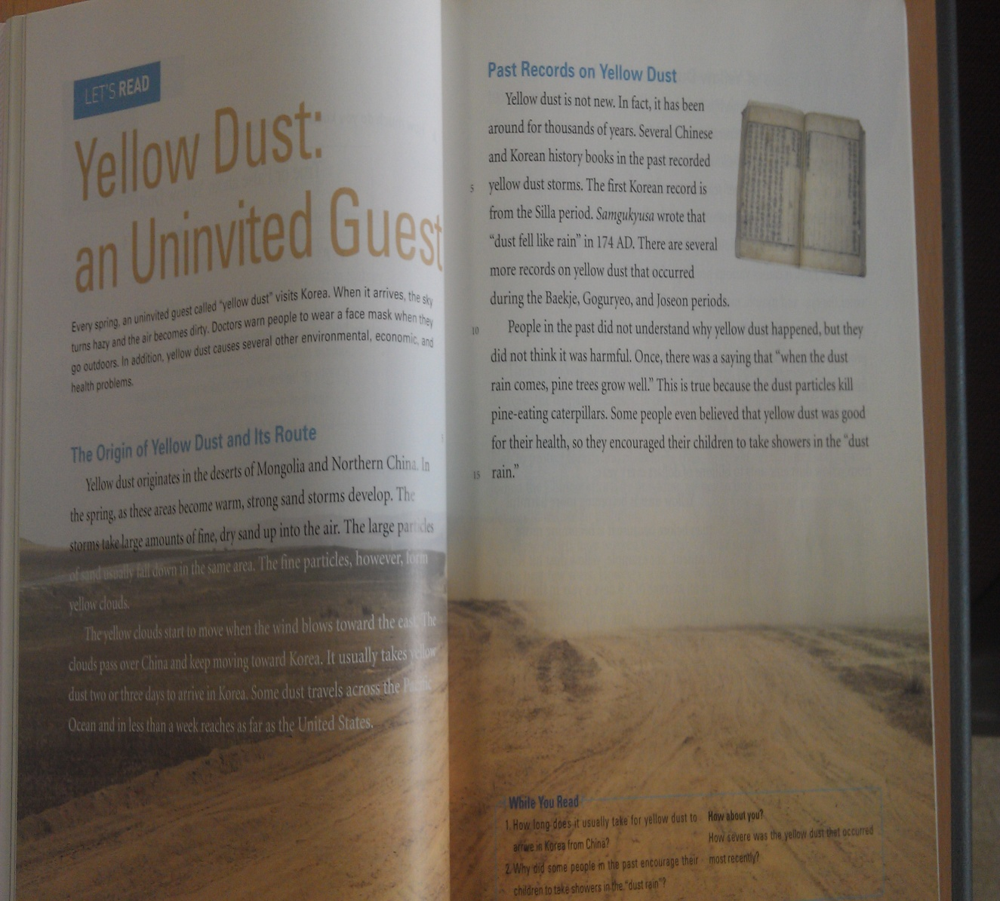 LET'S READ
Yellow Dust:
an Uninvited Guest
Every spring, an uninvited guest called "yellow dust" visits Korea. When it arrives, the sky
turns hazy and the air becomes dirty. Doctors warn people to wear a face mask when they
go outdoors. In addition, yellow dust causes several other environmental, economic, and
health problems.
The Origin of Yellow Dust and Its Route
Yellow dust originates in the deserts of Mongolia and Northern China. In
the spring, as these areas become warm, strong sand storms develop. The
storms take large amounts of fine, dry sand up into the air. The large particles
of sand usually fall down in the same area. The fine particles, however, form
yellow clouds.
The yellow clouds start to move when the wind blows toward the east. The
clouds pass over China and keep moving toward Korea. It usually takes yellow
dust two or three days to arrive in Korea. Some dust travels across the Pacific
Ocean and in less than a week reaches as far as the United States.
Past Records on Yellow Dust
Yellow dust is not new. In fact, it has been
around for thousands of years. Several Chinese
and Korean history books in the past recorded
5 yellow dust storms. The first Korean record is
from the Silla period. Samgukyusa wrote that
"dust fell like rain" in 174 AD. There are several
more records on yellow dust that occurred
during the Baekje, Goguryeo, and Joseon periods.
10 People in the past did not understand why yellow dust happened, but they
did not think it was harmful. Once, there was a saying that "when the dust
rain comes, pine trees grow well." This is true because the dust particles kill
pine-eating caterpillars. Some people even believed that yellow dust was good
for their health, so they encouraged their children to take showers in the "dust
15 rain."
While You Read
1. How long does it usually take for yellow dust to
arrive in Korea from China?
2. Why did some people in the past encourage their
children to take showers in the "dust rain"?
How about you?
How severe was the yellow dust that occurred
most recently?